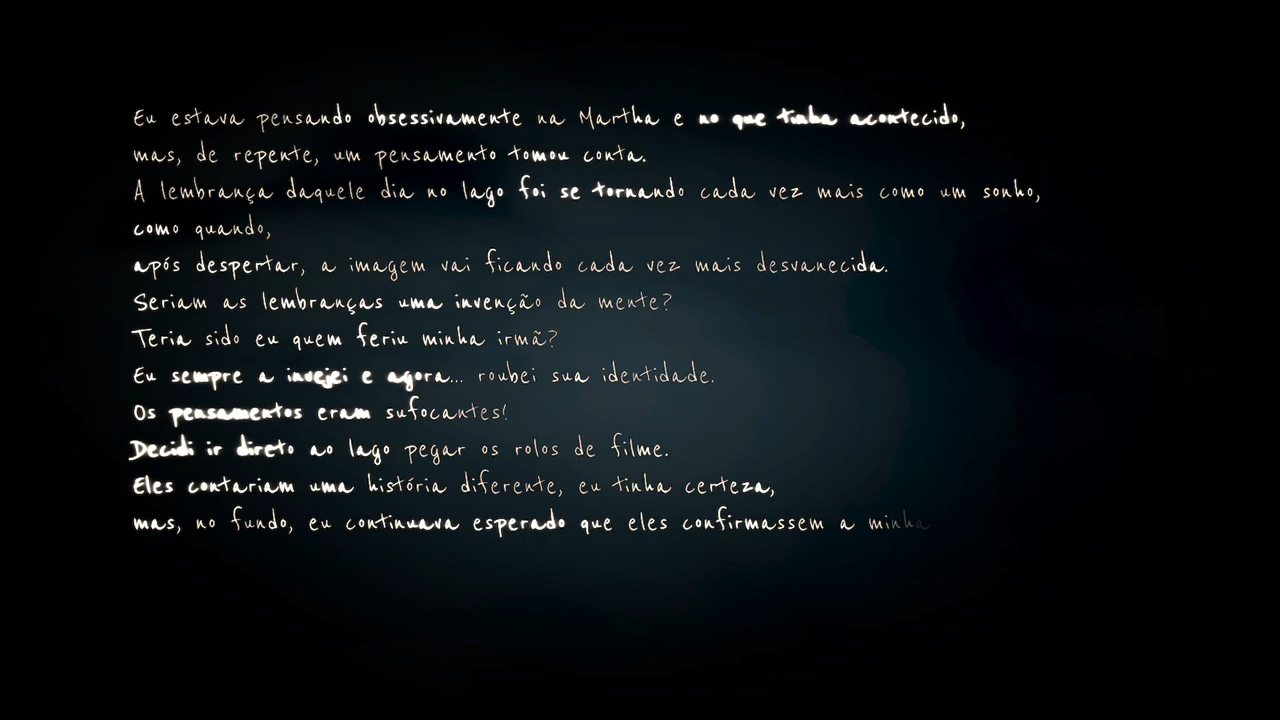 Eu estava pensando obsessivamente na Martha e no que tinha acontecido,
mas, de repente, um pensamento tomou conta.
A lembrança daquele dia no lago foi se tornando cada vez mais como um sonho,
como quando,
após despertar, a imagem vai ficando cada vez mais desvanecida.
Seriam as lembranças uma invenção da mente?
Teria sido eu quem feriu minha irmã?
Eu sempre a invejei e agora... roubei sua identidade.
Os pensamentos eram sufocantes!
Decidi ir direto ao lago pegar os rolos de filme.
Eles contariam uma história diferente, eu tinha certeza,
mas, no fundo, eu continuava esperado que eles confirmassem a minha